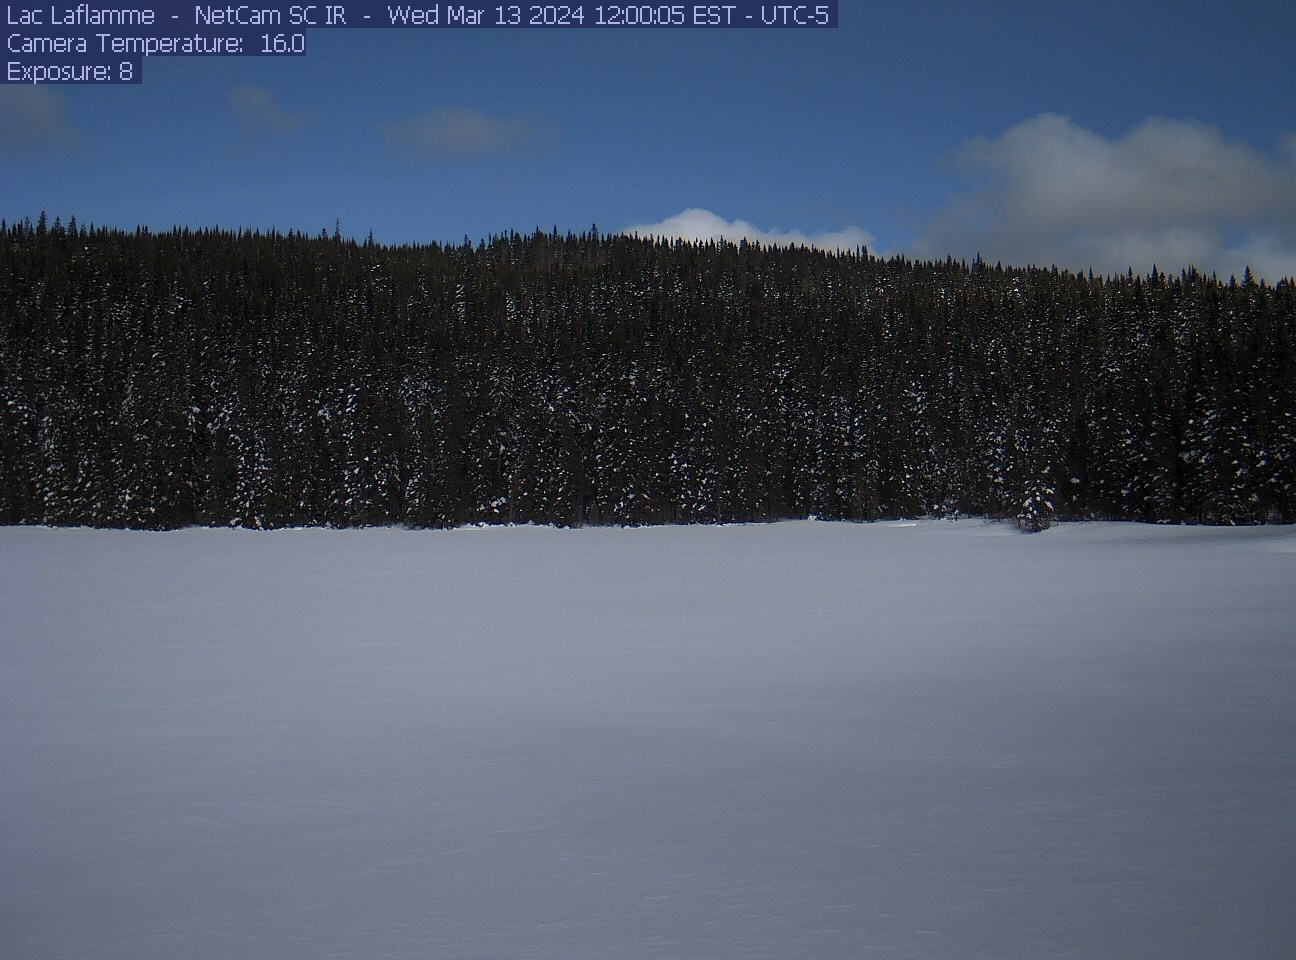 Lac Laflamme - NetCam SC IR - Wed Mar 13 2024 12:00:05 EST - UTC-5
Camera Temperature: 16.0
Exposure: 8